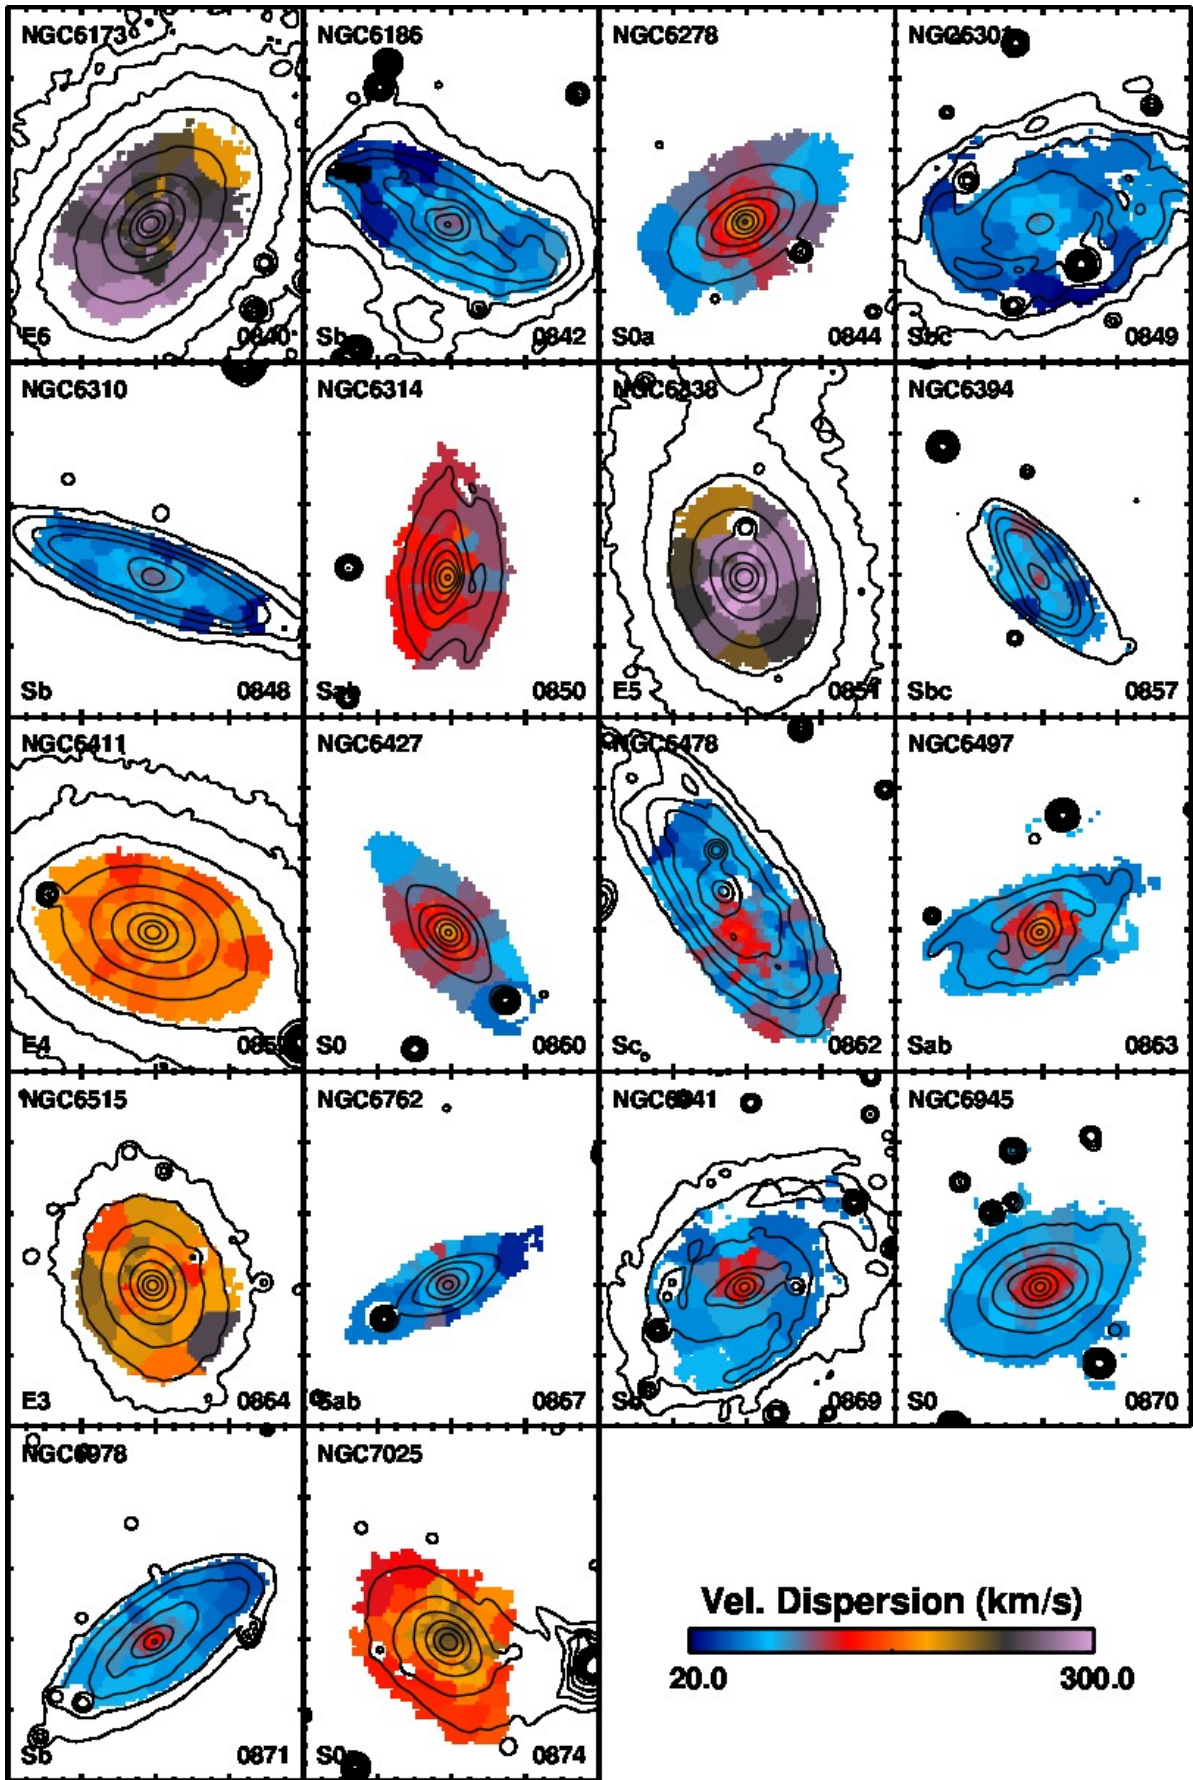 NGC6173 NGC6186 NGC6278 NGC6301
E6 0840 Sb 0842 S0a 0844 Sbc 0849
NGC6310 NGC6314 NGC6338 NGC6394
Sb 0848 Sab 0850 E5 0851 Sbc 0857
NGC6411 NGC6427 NGC6478 NGC6497
E4 S0 0860 Sc 0862 Sab 0863
NGC6515 NGC6762 NGC6941 NGC6945
E3 0864 Sab 0867 0869 S0 0870
NGC6978 NGC7025
Sb 0871 S0 0874
Vel. Dispersion (km/s)
20.0 300.0